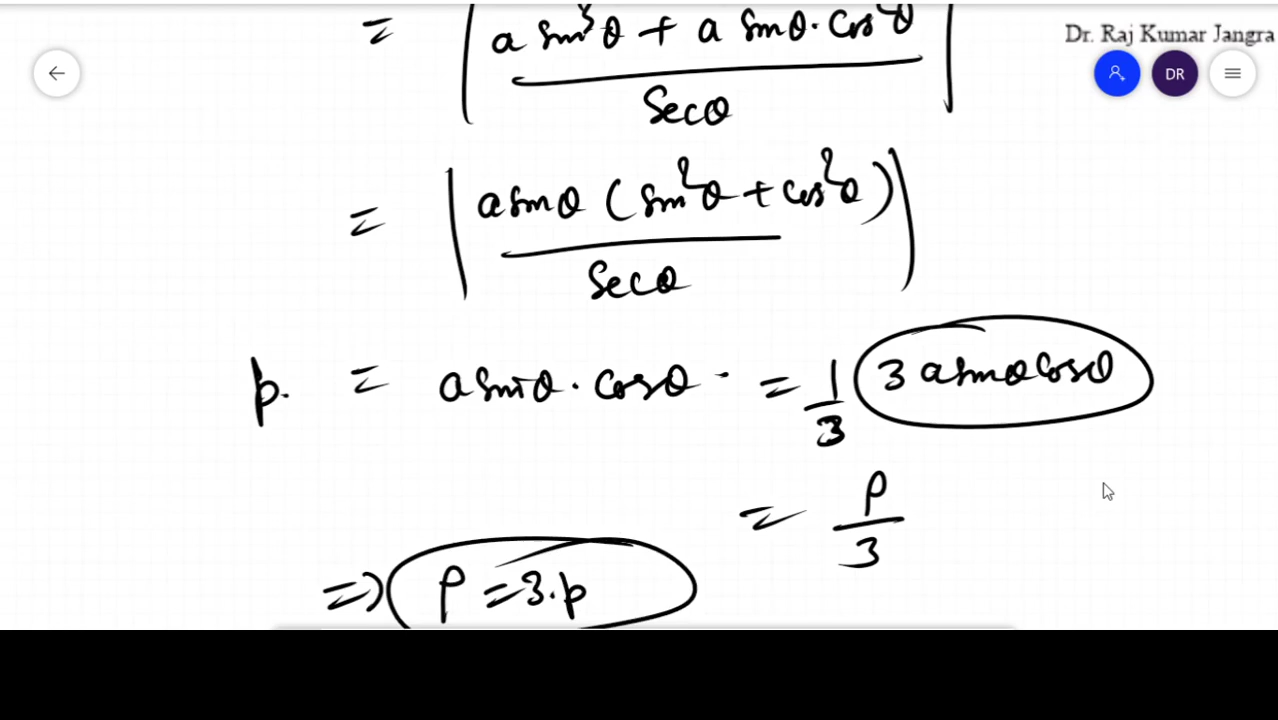 = | a sin³θ + a sinθ·cos²θ / secθ |
Dr. Raj Kumar Jangra
DR
= | a sinθ (sin²θ + cos²θ) / secθ |
p. = a sinθ · cosθ · = 1/3 3 a sinθ cosθ
= ρ/3
=> ρ = 3·p